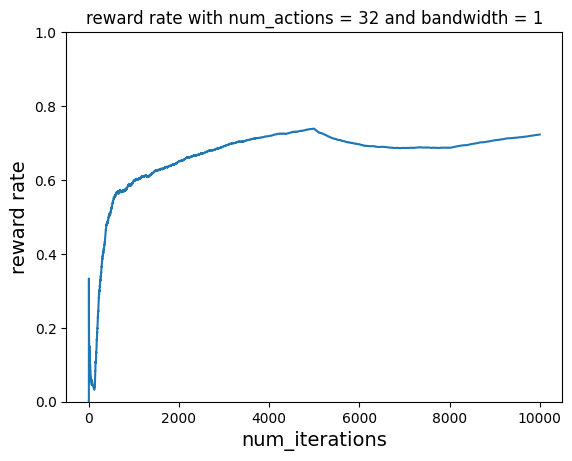 reward rate with num_actions = 32 and bandwidth = 1
1.0
0.8
0.6
0.4
0.2
0.0
reward rate
0 2000 4000 6000 8000 10000
num_iterations